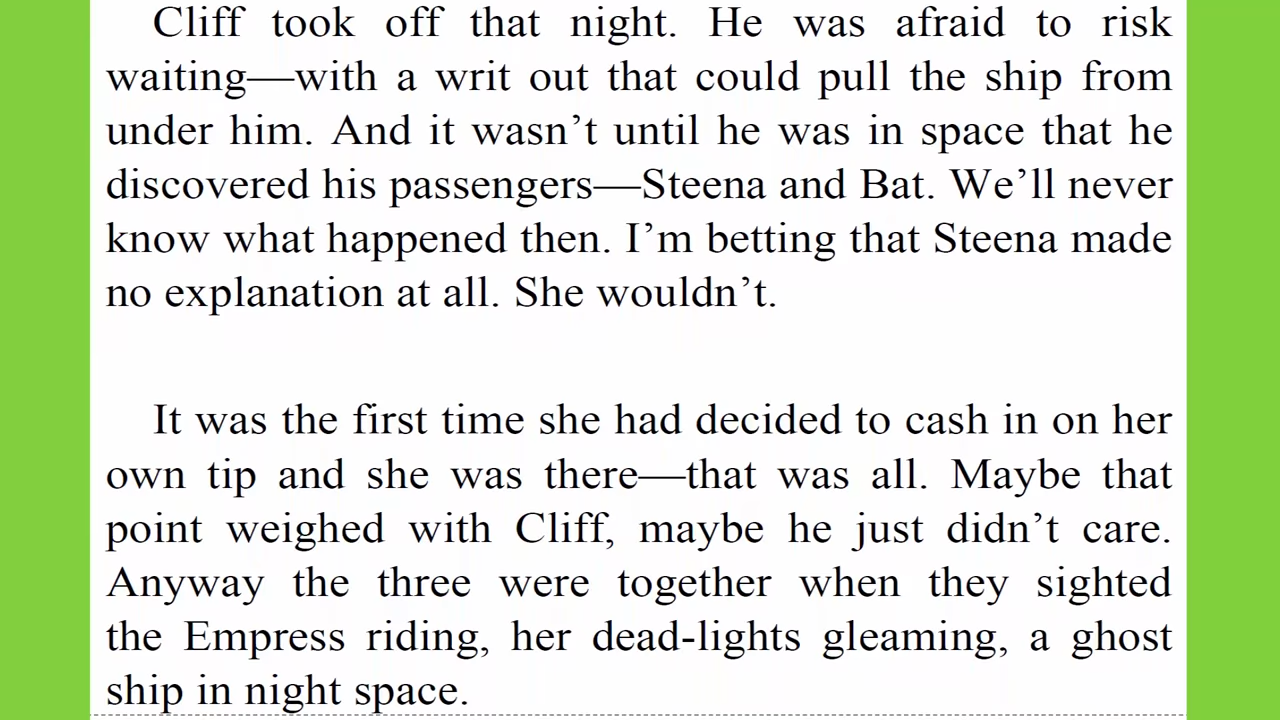 Cliff took off that night. He was afraid to risk
waiting—with a writ out that could pull the ship from
under him. And it wasn’t until he was in space that he
discovered his passengers—Steena and Bat. We’ll never
know what happened then. I’m betting that Steena made
no explanation at all. She wouldn’t.
It was the first time she had decided to cash in on her
own tip and she was there—that was all. Maybe that
point weighed with Cliff, maybe he just didn’t care.
Anyway the three were together when they sighted
the Empress riding, her dead-lights gleaming, a ghost
ship in night space.